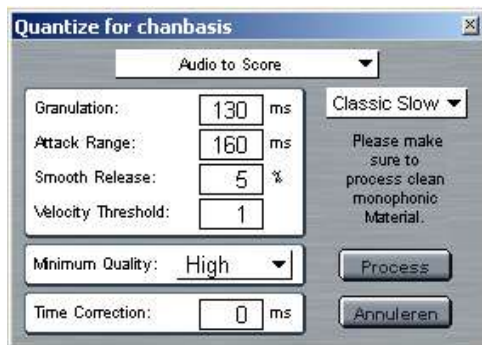 Quantize for chanbasis
Audio to Score
Granulation: 130 ms
Attack Range: 160 ms
Smooth Release: 5 %
Velocity Threshold: 1
Classic Slow
Please make
sure to
process clean
monophonic
Material.
Minimum Quality: High
Process
Time Correction: 0 ms
Annuleren